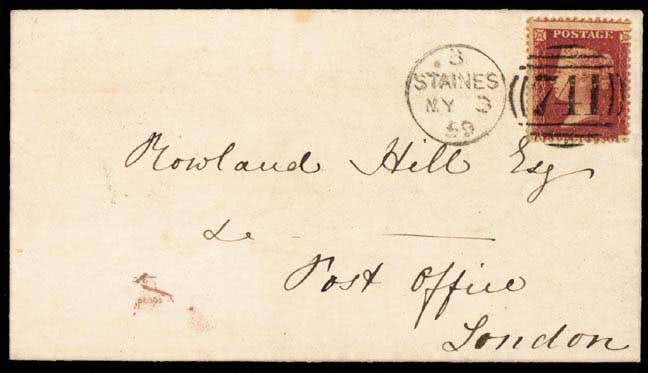 POSTAGE
3
STAINES
MY 3
59
741
Rowland Hill Esq
&c
Post Office
London